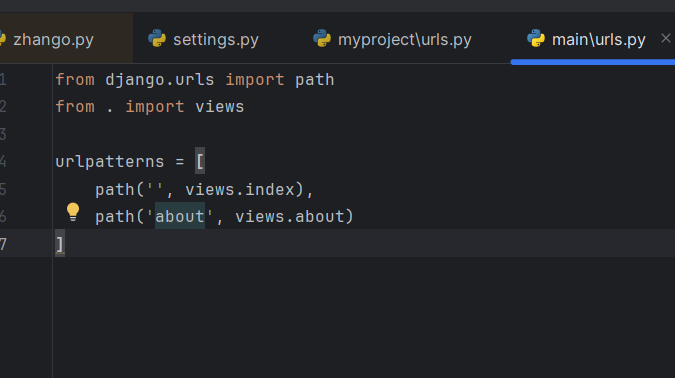 zhango.py settings.py myproject\urls.py main\urls.py
1 from django.urls import path
2 from . import views
3
4 urlpatterns = [
5 path('', views.index),
6 path('about', views.about)
7 ]